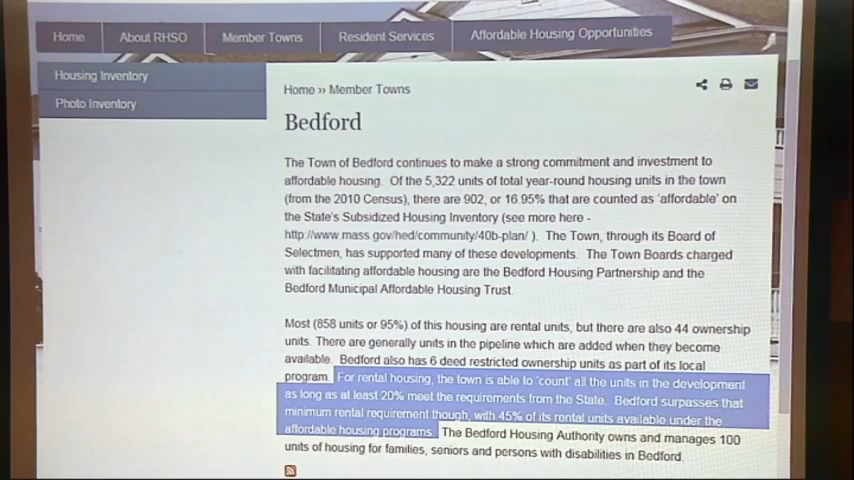 Home About RHSO Member Towns Resident Services Affordable Housing Opportunities
Housing Inventory
Photo Inventory
Home ›› Member Towns
Bedford
The Town of Bedford continues to make a strong commitment and investment to
affordable housing. Of the 5,322 units of total year-round housing units in the town
(from the 2010 Census), there are 902, or 16.95% that are counted as 'affordable' on
the State's Subsidized Housing Inventory (see more here -
http://www.mass.gov/hed/community/40b-plan/ ). The Town, through its Board of
Selectmen, has supported many of these developments. The Town Boards charged
with facilitating affordable housing are the Bedford Housing Partnership and the
Bedford Municipal Affordable Housing Trust.
Most (858 units or 95%) of this housing are rental units, but there are also 44 ownership
units. There are generally units in the pipeline which are added when they become
available. Bedford also has 6 deed restricted ownership units as part of its local
program. For rental housing, the town is able to 'count' all the units in the development
as long as at least 20% meet the requirements from the State. Bedford surpasses that
minimum rental requirement though, with 45% of its rental units available under the
affordable housing programs. The Bedford Housing Authority owns and manages 100
units of housing for families, seniors and persons with disabilities in Bedford.